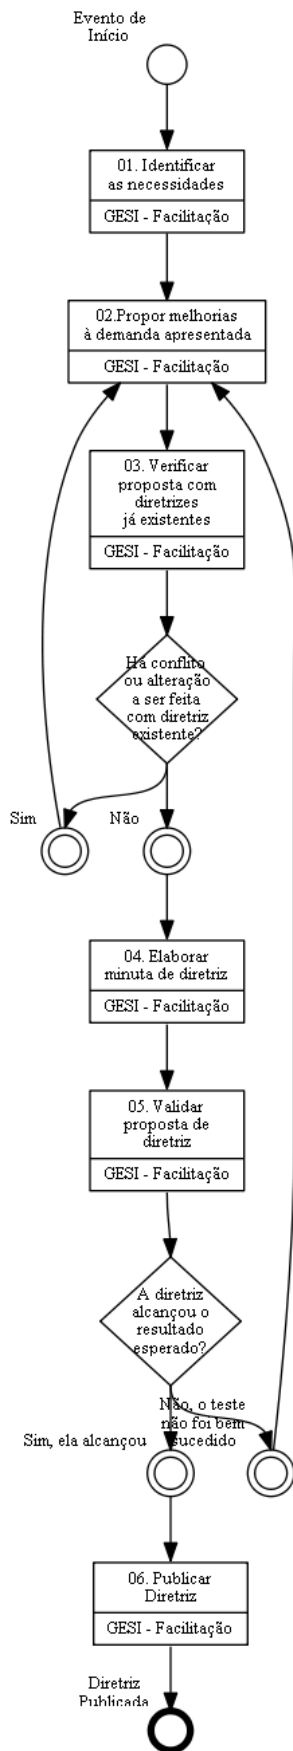 Evento de
Início
01. Identificar
as necessidades
GESI - Facilitação
02.Propor melhorias
à demanda apresentada
GESI - Facilitação
03. Verificar
proposta com
diretrizes
já existentes
GESI - Facilitação
Há conflito
ou alteração
a ser feita
com diretriz
existente?
Sim
Não
04. Elaborar
minuta de diretriz
GESI - Facilitação
05. Validar
proposta de
diretriz
GESI - Facilitação
A diretriz
alcançou o
resultado
esperado?
Não, o teste
não foi bem
sucedido
Sim, ela alcançou
06. Publicar
Diretriz
GESI - Facilitação
Diretriz
Publicada